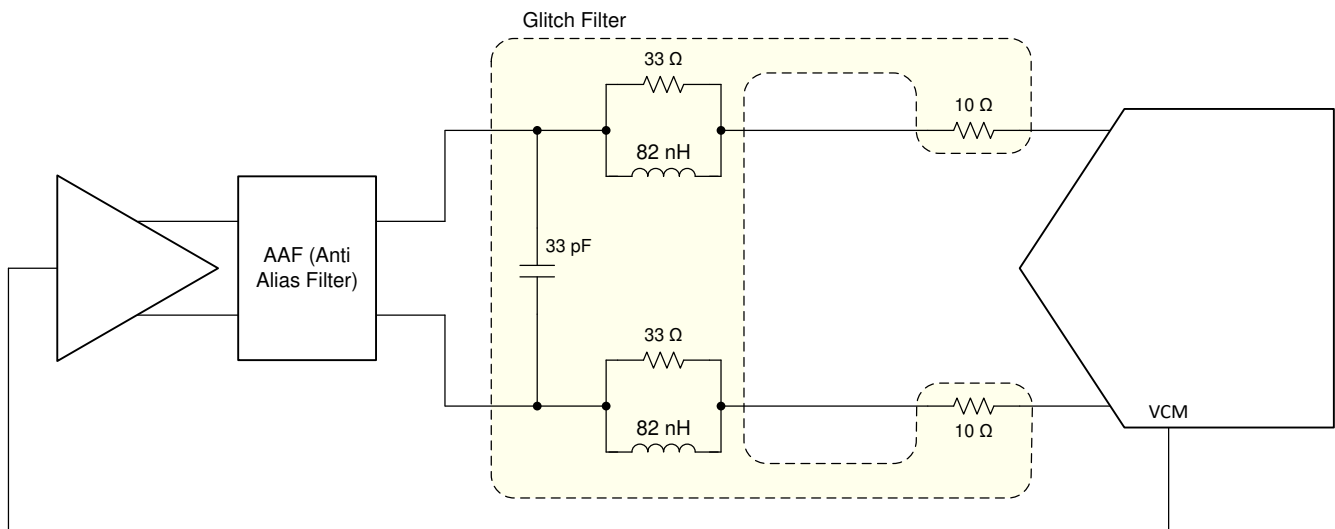 Glitch Filter
33 Ω
10 Ω
82 nH
AAF (Anti
Alias Filter)
33 pF
33 Ω
82 nH
10 Ω
VCM